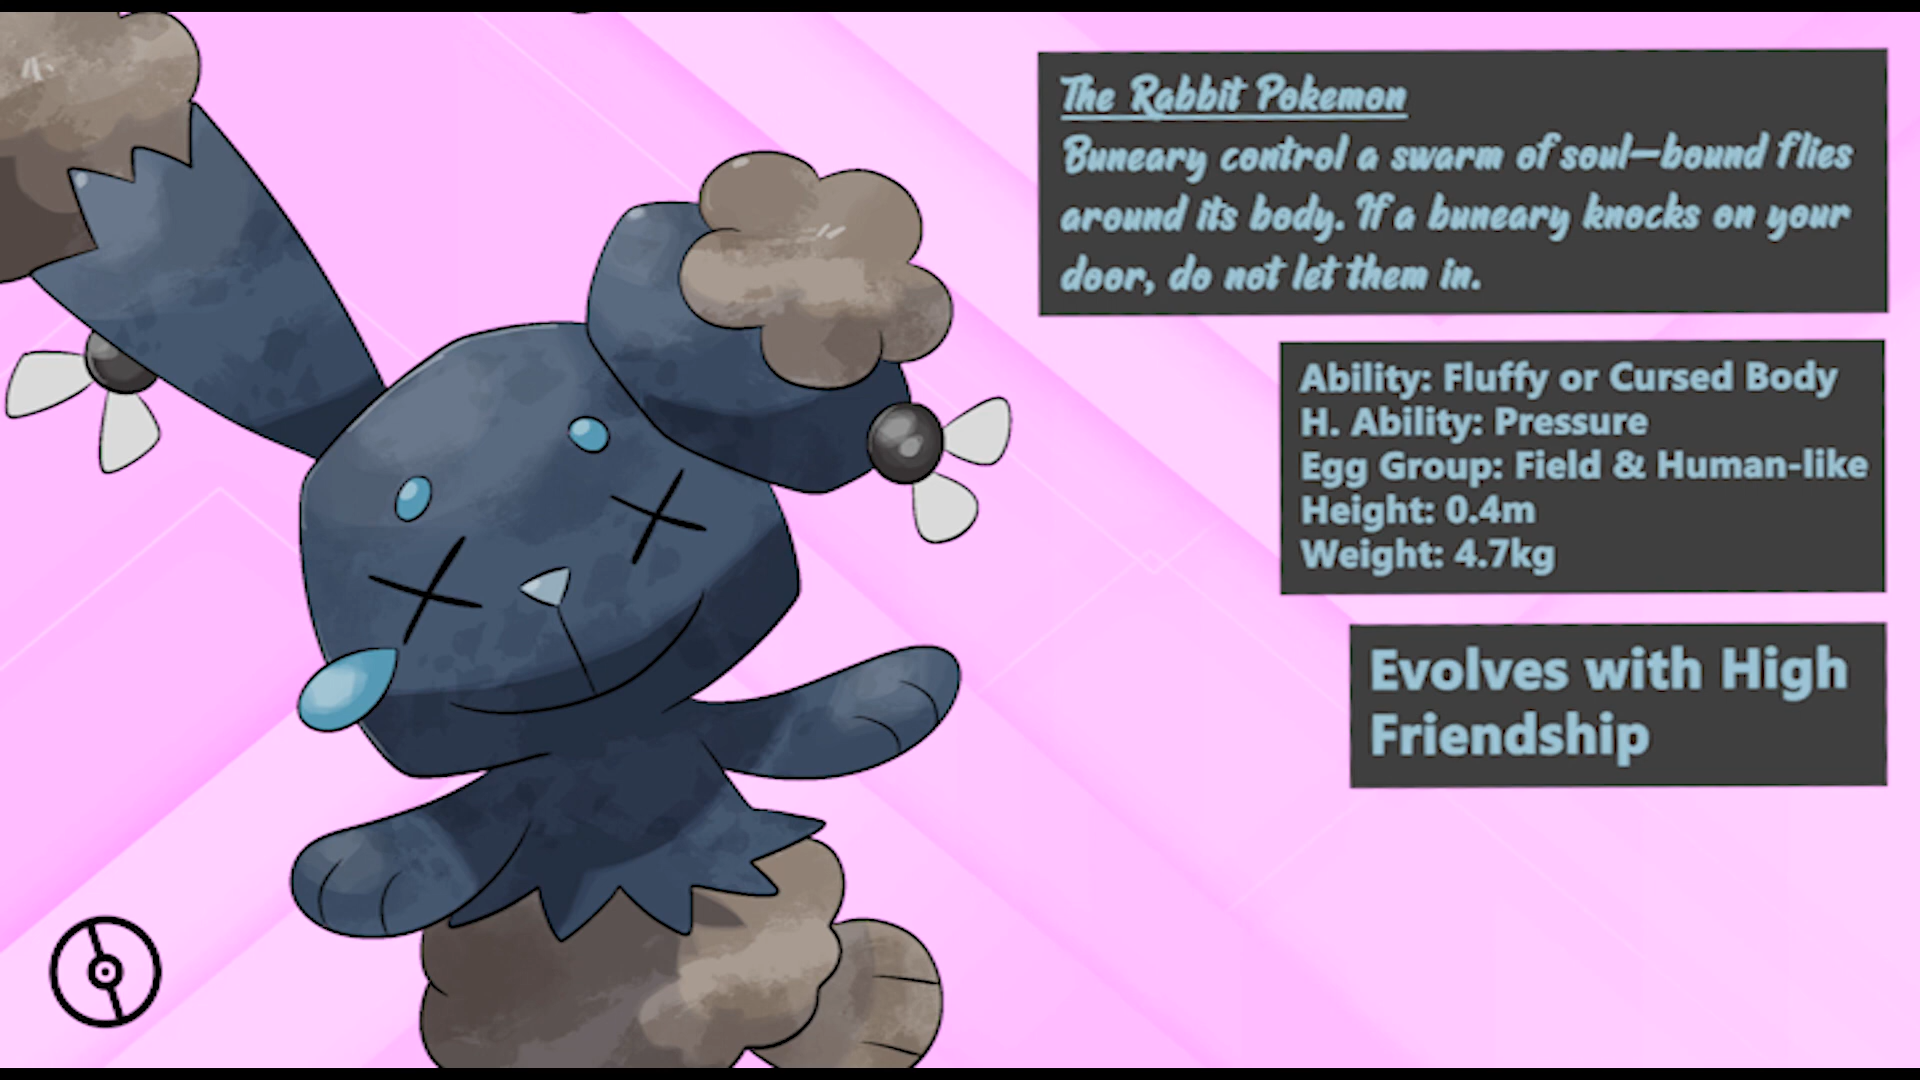 The Rabbit Pokemon
Buneary control a swarm of soul-bound flies
around its body. If a buneary knocks on your
door, do not let them in.
Ability: Fluffy or Cursed Body
H. Ability: Pressure
Egg Group: Field & Human-like
Height: 0.4m
Weight: 4.7kg
Evolves with High
Friendship